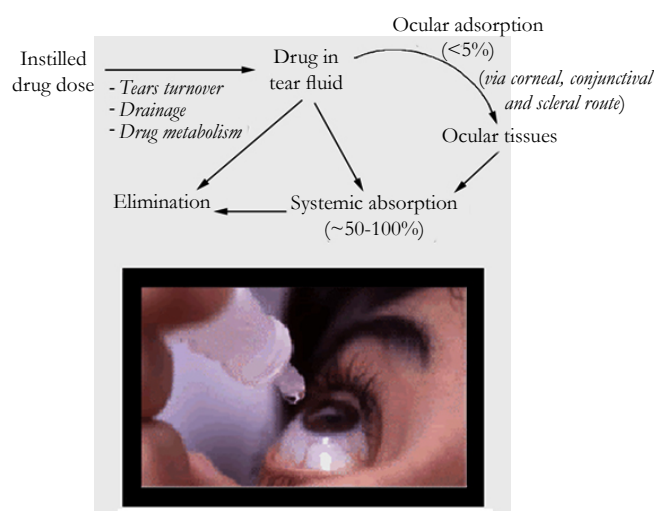 Ocular adsorption
(<5%)
(via corneal, conjunctival
and scleral route)
Instilled
drug dose
- Tears turnover
- Drainage
- Drug metabolism
Drug in
tear fluid
Ocular tissues
Elimination
Systemic absorption
(~50-100%)